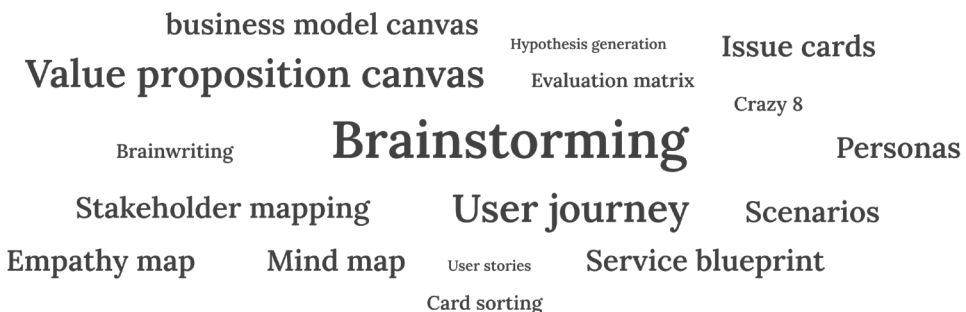 business model canvas
Hypothesis generation
Issue cards
Value proposition canvas
Evaluation matrix
Crazy 8
Brainstorming
Brainwriting
Personas
Stakeholder mapping
User journey
Scenarios
Empathy map
Mind map
User stories
Service blueprint
Card sorting